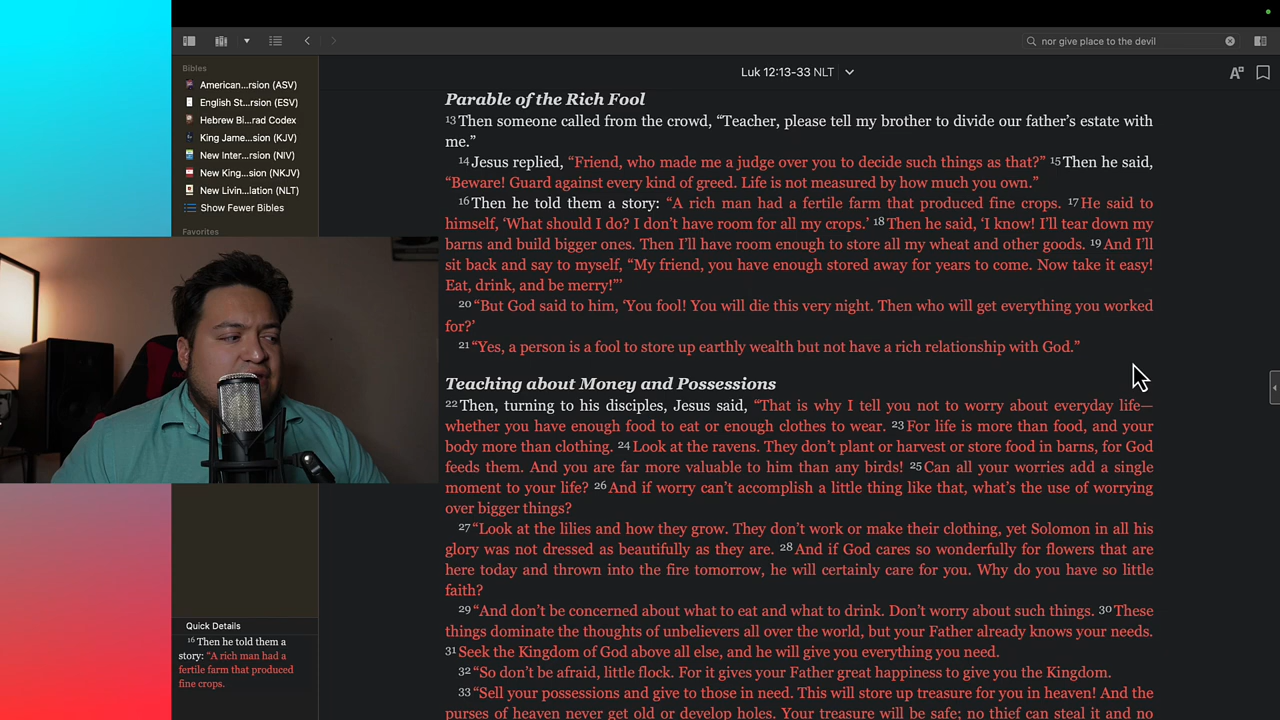 nor give place to the devil
Bibles
American...rsion (ASV)
English St...rsion (ESV)
Hebrew Bi...rad Codex
King Jame...sion (KJV)
New Inter...rsion (NIV)
New King...sion (NKJV)
New Livin...lation (NLT)
Show Fewer Bibles
Favorites
Quick Details
16 Then he told them a
story: “A rich man had a
fertile farm that produced
fine crops.
Luk 12:13-33 NLT
Parable of the Rich Fool
13 Then someone called from the crowd, “Teacher, please tell my brother to divide our father’s estate with
me.”
14 Jesus replied, “Friend, who made me a judge over you to decide such things as that?” 15 Then he said,
“Beware! Guard against every kind of greed. Life is not measured by how much you own.”
16 Then he told them a story: “A rich man had a fertile farm that produced fine crops. 17 He said to
himself, ‘What should I do? I don’t have room for all my crops.’ 18 Then he said, ‘I know! I’ll tear down my
barns and build bigger ones. Then I’ll have room enough to store all my wheat and other goods. 19 And I’ll
sit back and say to myself, “My friend, you have enough stored away for years to come. Now take it easy!
Eat, drink, and be merry!”’
20 “But God said to him, ‘You fool! You will die this very night. Then who will get everything you worked
for?’
21 “Yes, a person is a fool to store up earthly wealth but not have a rich relationship with God.”
Teaching about Money and Possessions
22 Then, turning to his disciples, Jesus said, “That is why I tell you not to worry about everyday life—
whether you have enough food to eat or enough clothes to wear. 23 For life is more than food, and your
body more than clothing. 24 Look at the ravens. They don’t plant or harvest or store food in barns, for God
feeds them. And you are far more valuable to him than any birds! 25 Can all your worries add a single
moment to your life? 26 And if worry can’t accomplish a little thing like that, what’s the use of worrying
over bigger things?
27 “Look at the lilies and how they grow. They don’t work or make their clothing, yet Solomon in all his
glory was not dressed as beautifully as they are. 28 And if God cares so wonderfully for flowers that are
here today and thrown into the fire tomorrow, he will certainly care for you. Why do you have so little
faith?
29 “And don’t be concerned about what to eat and what to drink. Don’t worry about such things. 30 These
things dominate the thoughts of unbelievers all over the world, but your Father already knows your needs.
31 Seek the Kingdom of God above all else, and he will give you everything you need.
32 “So don’t be afraid, little flock. For it gives your Father great happiness to give you the Kingdom.
33 “Sell your possessions and give to those in need. This will store up treasure for you in heaven! And the
purses of heaven never get old or develop holes. Your treasure will be safe; no thief can steal it and no